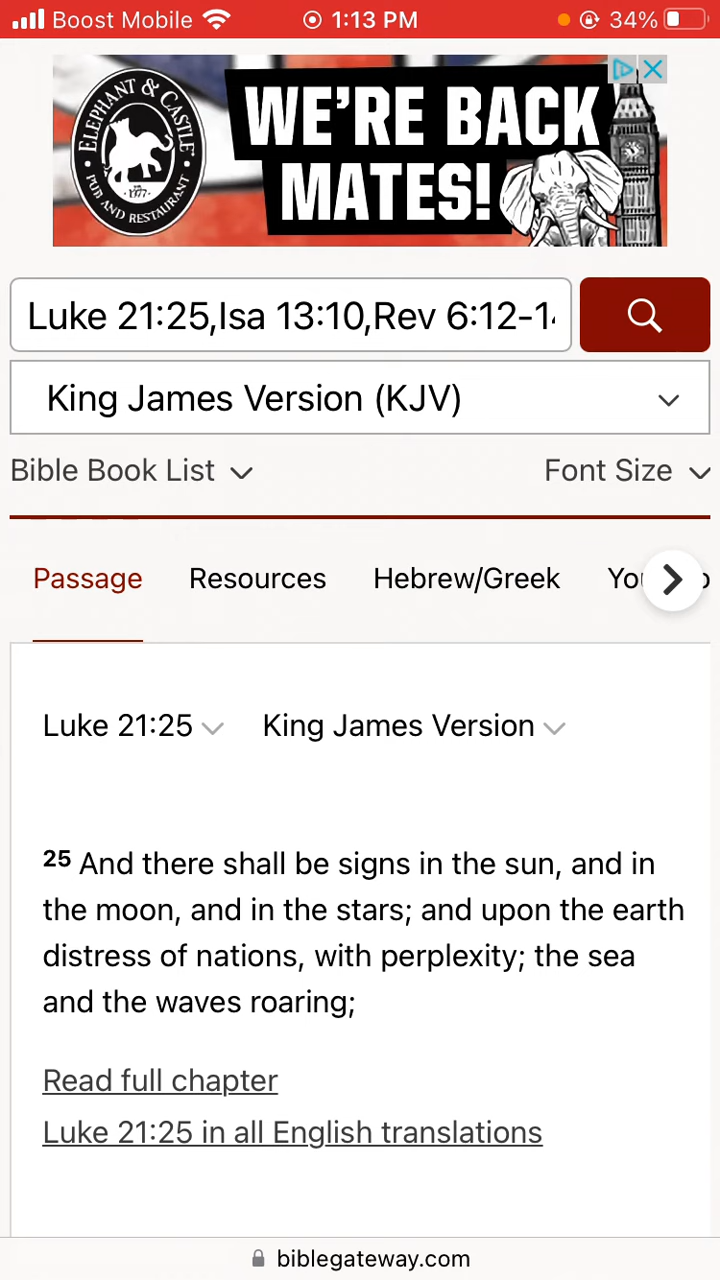 Boost Mobile 1:13 PM 34%
ELEPHANT & CASTLE
1977
PUB AND RESTAURANT
WE'RE BACK
MATES!
Luke 21:25,Isa 13:10,Rev 6:12-1
King James Version (KJV)
Bible Book List Font Size
Passage Resources Hebrew/Greek
Luke 21:25 King James Version
25 And there shall be signs in the sun, and in
the moon, and in the stars; and upon the earth
distress of nations, with perplexity; the sea
and the waves roaring;
Read full chapter
Luke 21:25 in all English translations
biblegateway.com